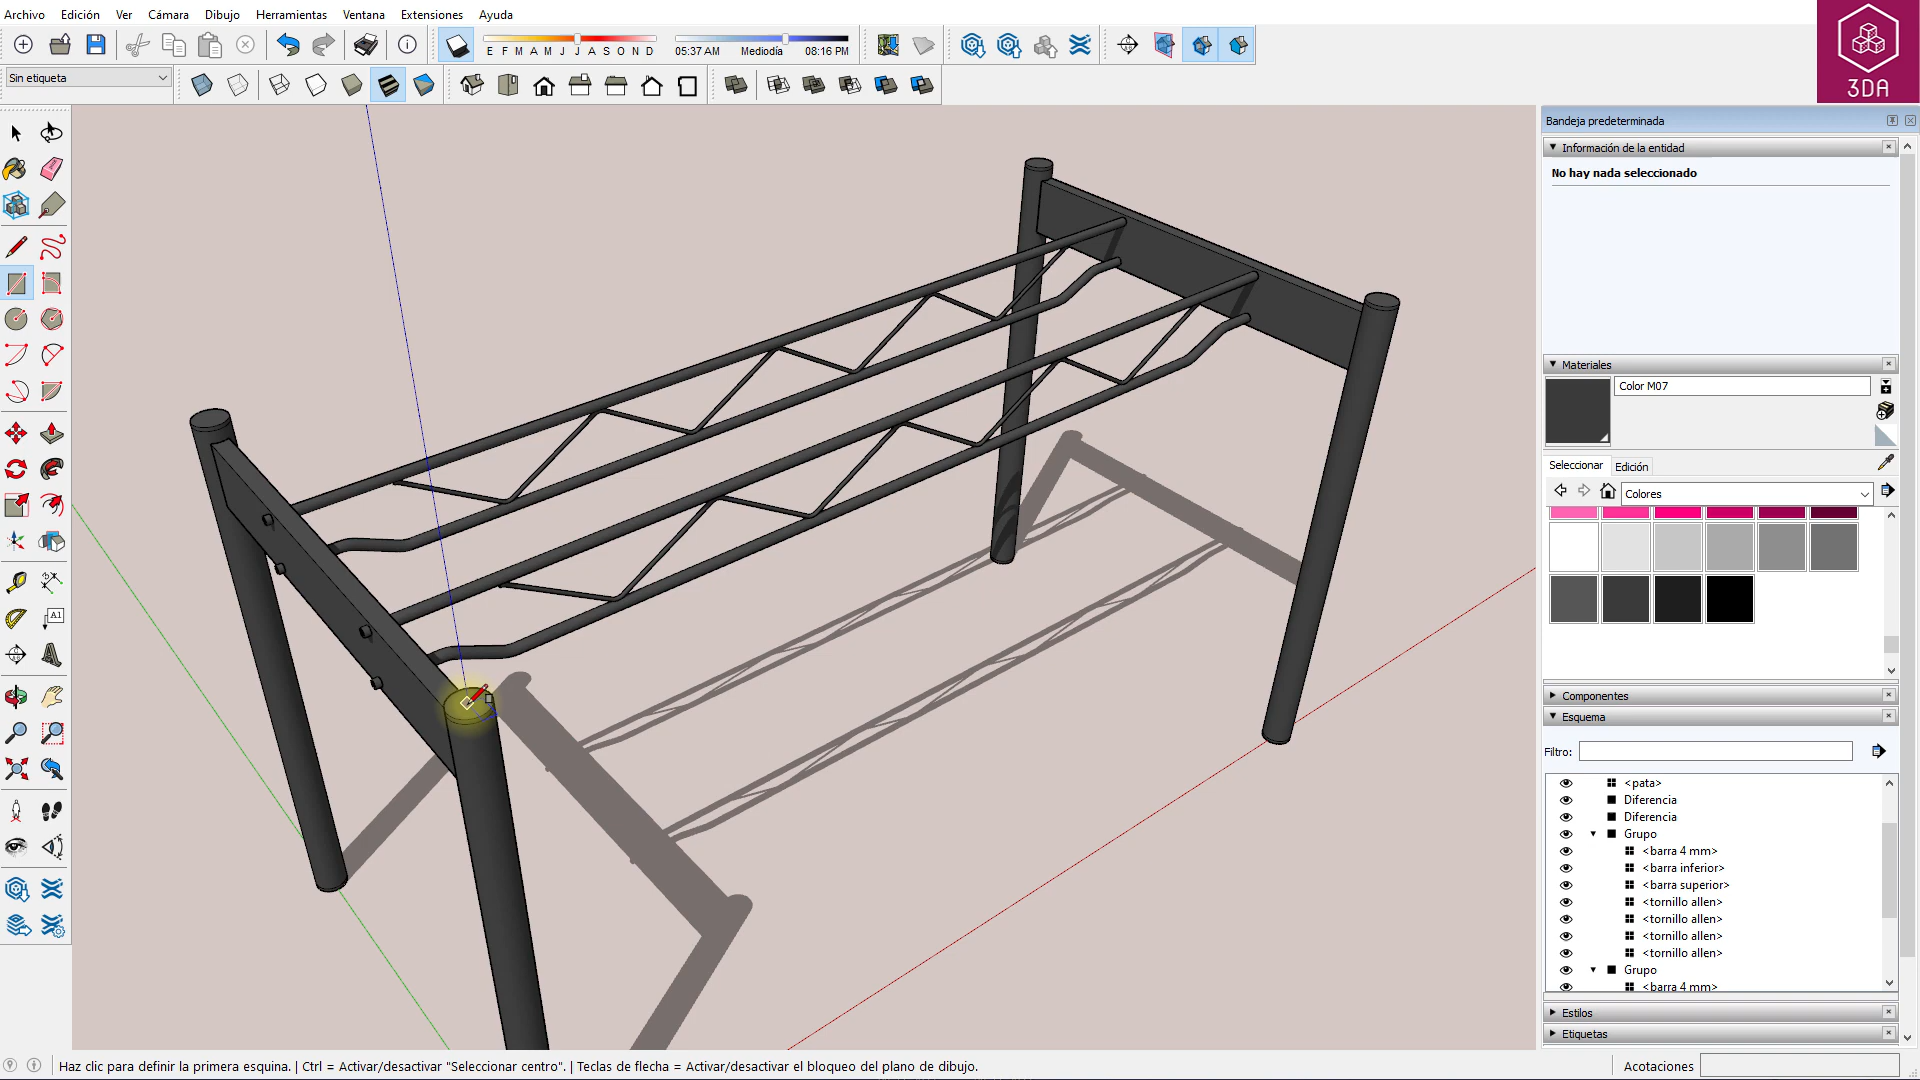 Archivo Edición Ver Cámara Dibujo Herramientas Ventana Extensiones Ayuda
E F M A M J J A S O N D
05:37 AM Mediodía 08:16 PM
3DA
Sin etiqueta
Bandeja predeterminada
Información de la entidad
No hay nada seleccionado
Materiales
Color M07
Seleccionar Edición
Colores
Componentes
Esquema
Filtro:
<pata>
Diferencia
Diferencia
Grupo
<barra 4 mm>
<barra inferior>
<barra superior>
<tornillo allen>
<tornillo allen>
<tornillo allen>
<tornillo allen>
Grupo
<barra 4 mm>
Estilos
Etiquetas
A1
Haz clic para definir la primera esquina. | Ctrl = Activar/desactivar "Seleccionar centro". | Teclas de flecha = Activar/desactivar el bloqueo del plano de dibujo.
Acotaciones